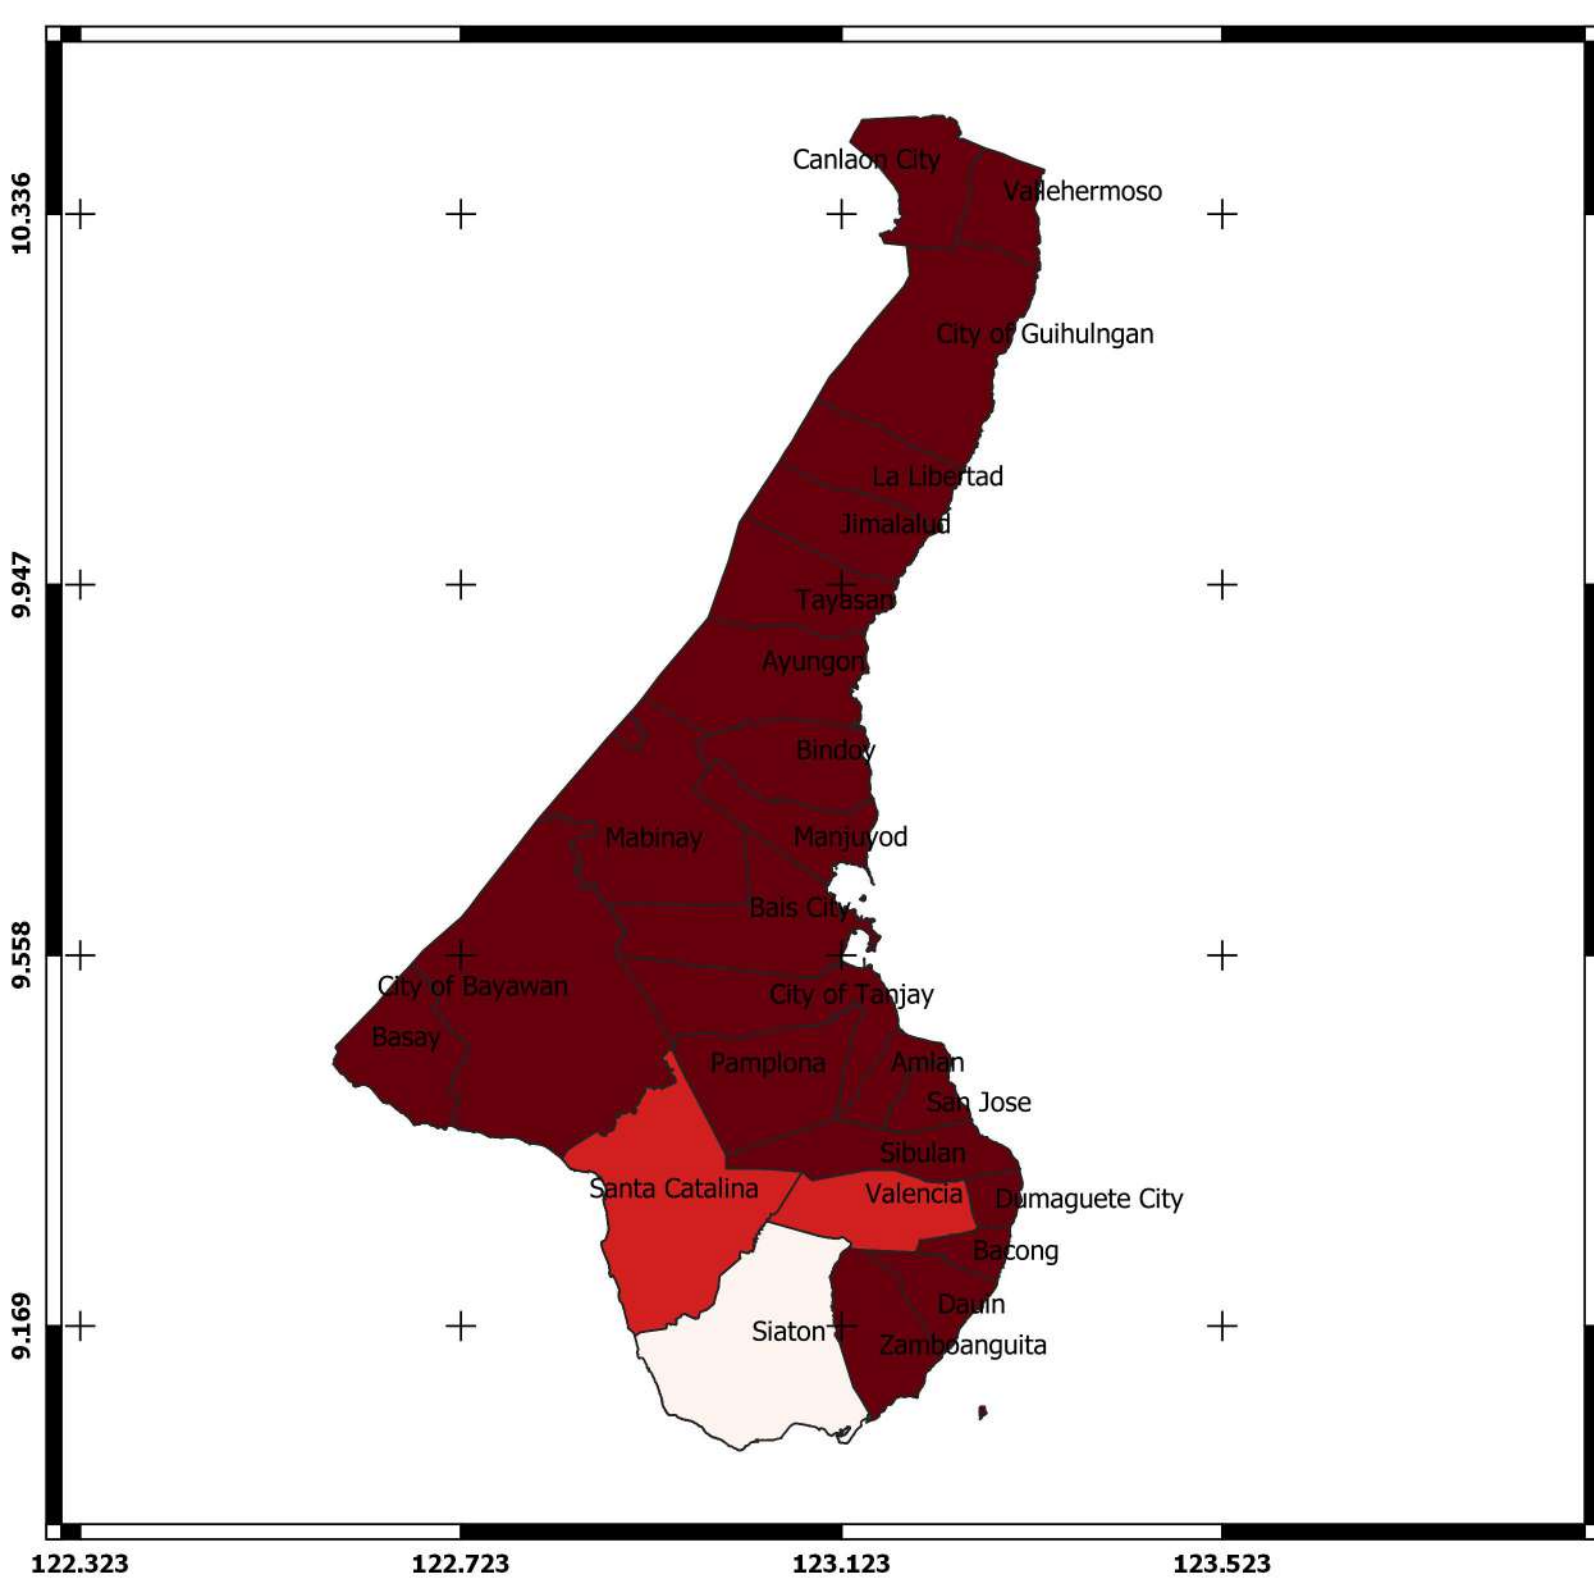 Canlaon City
Vallehermoso
10.336
City of Guihulngan
La Libertad
Jimalalud
9.947
Tayasan
Ayungon
Bindoy
Mabinay
Manjuyod
Bais City
9.558
City of Bayawan
City of Tanjay
Basay
Pamplona
Amlan
San Jose
Sibulan
Santa Catalina
Valencia
Dumaguete City
Bacong
9.169
Dauin
Siaton
Zamboanguita
122.323
122.723
123.123
123.523